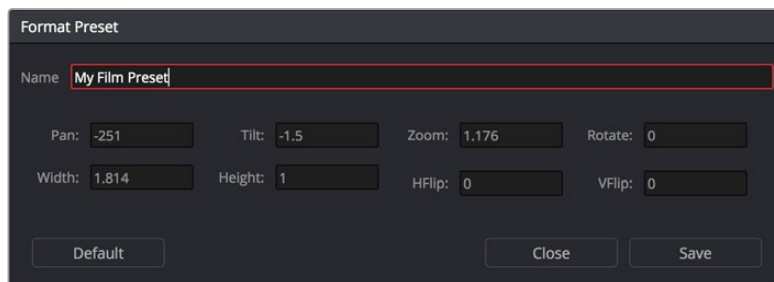 Format Preset
Name My Film Preset
Pan: -251 Tilt: -1.5 Zoom: 1.176 Rotate: 0
Width: 1.814 Height: 1 HFlip: 0 VFlip: 0
Default Close Save